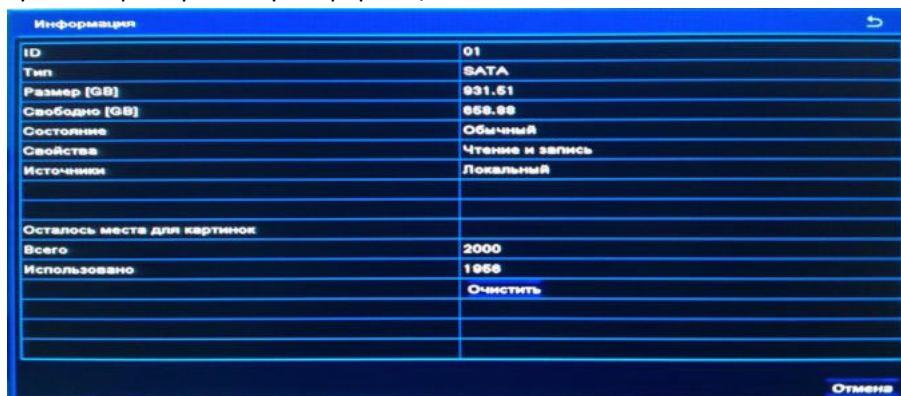 Информация
ID 01
Тип SATA
Размер [GB] 931.51
Свободно [GB] 658.88
Состояние Обычный
Свойства Чтение и запись
Источники Локальный
Осталось места для картинок
Всего 2000
Использовано 1956
Очистить
Отмена